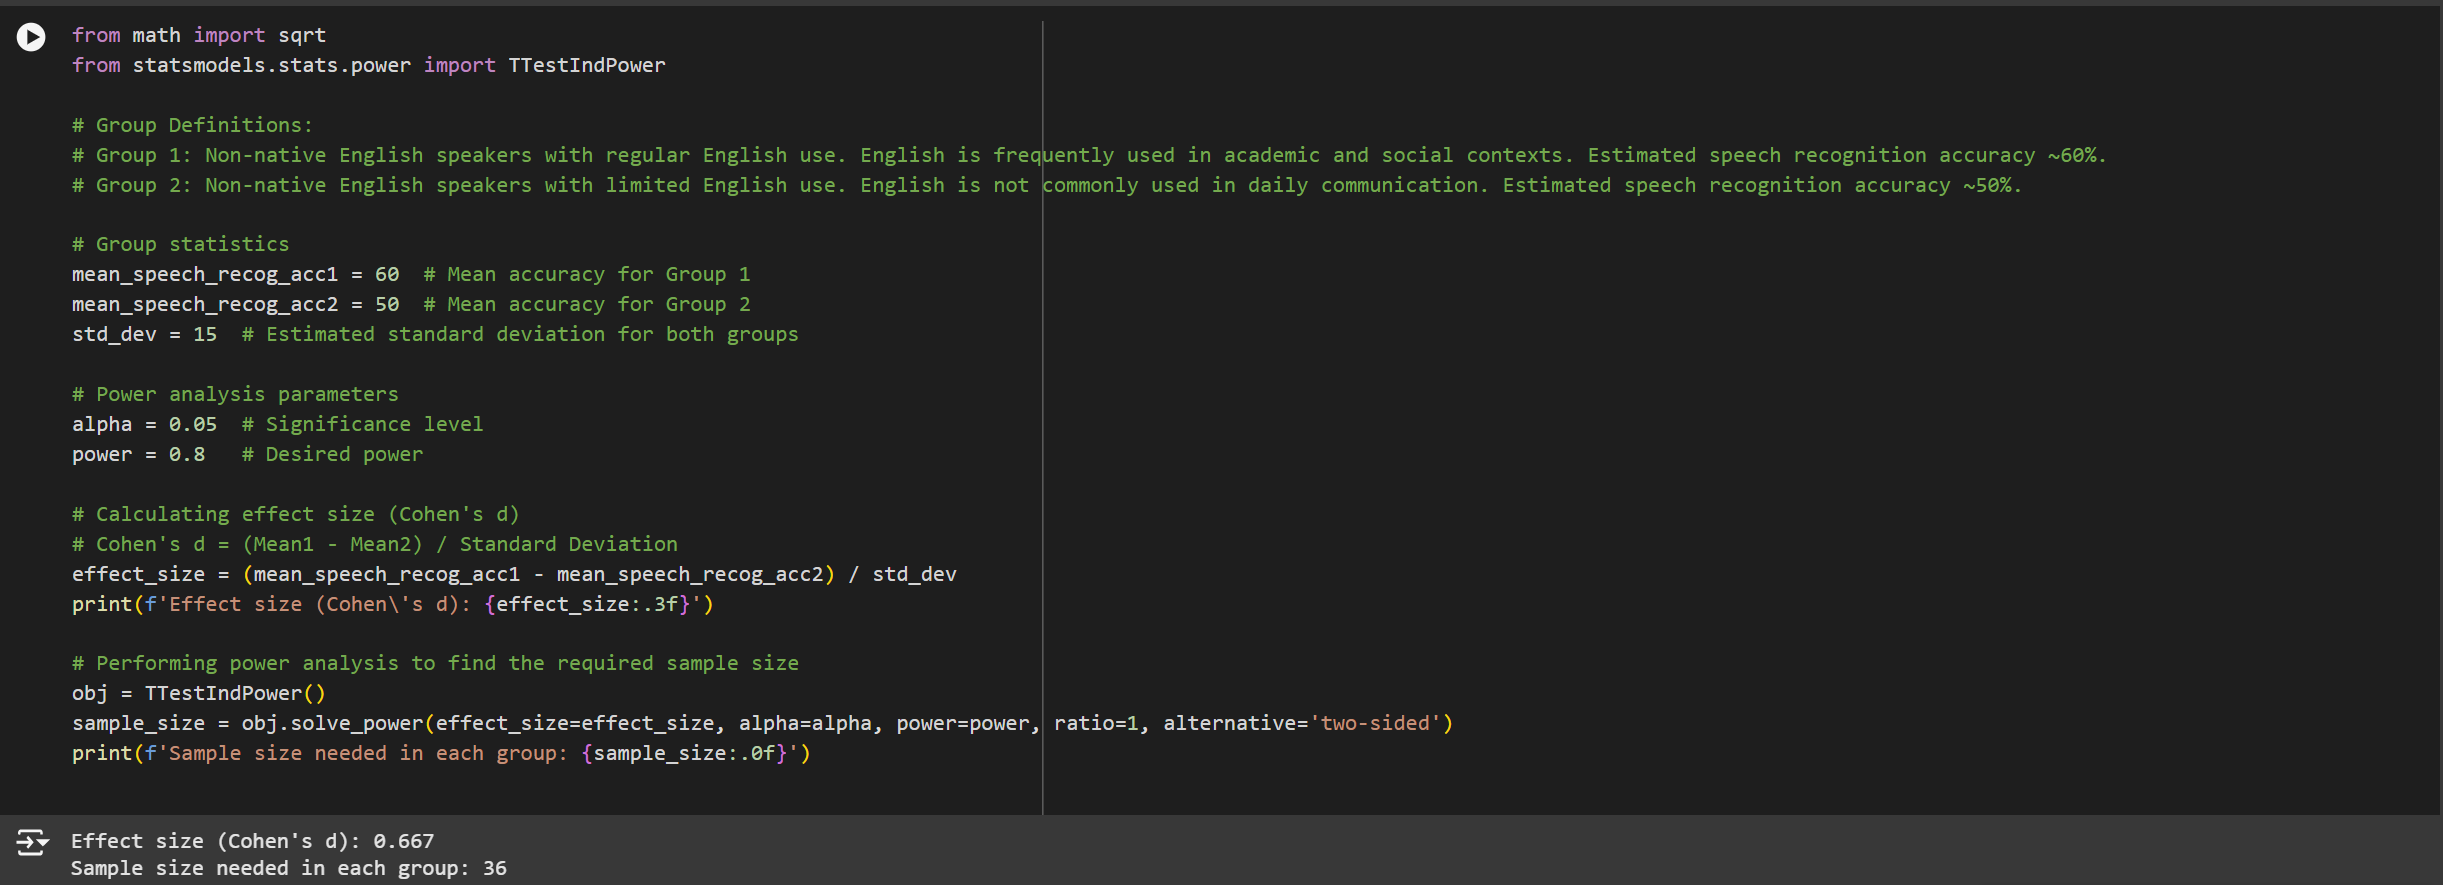 from math import sqrt
from statsmodels.stats.power import TTestIndPower
# Group Definitions:
# Group 1: Non-native English speakers with regular English use. English is frequently used in academic and social contexts. Estimated speech recognition accuracy ~60%.
# Group 2: Non-native English speakers with limited English use. English is not commonly used in daily communication. Estimated speech recognition accuracy ~50%.
# Group statistics
mean_speech_recog_acc1 = 60  # Mean accuracy for Group 1
mean_speech_recog_acc2 = 50  # Mean accuracy for Group 2
std_dev = 15  # Estimated standard deviation for both groups
# Power analysis parameters
alpha = 0.05  # Significance level
power = 0.8   # Desired power
# Calculating effect size (Cohen's d)
# Cohen's d = (Mean1 - Mean2) / Standard Deviation
effect_size = (mean_speech_recog_acc1 - mean_speech_recog_acc2) / std_dev
print(f'Effect size (Cohen\'s d): {effect_size:.3f}')
# Performing power analysis to find the required sample size
obj = TTestIndPower()
sample_size = obj.solve_power(effect_size=effect_size, alpha=alpha, power=power, ratio=1, alternative='two-sided')
print(f'Sample size needed in each group: {sample_size:.0f}')
Effect size (Cohen's d): 0.667
Sample size needed in each group: 36